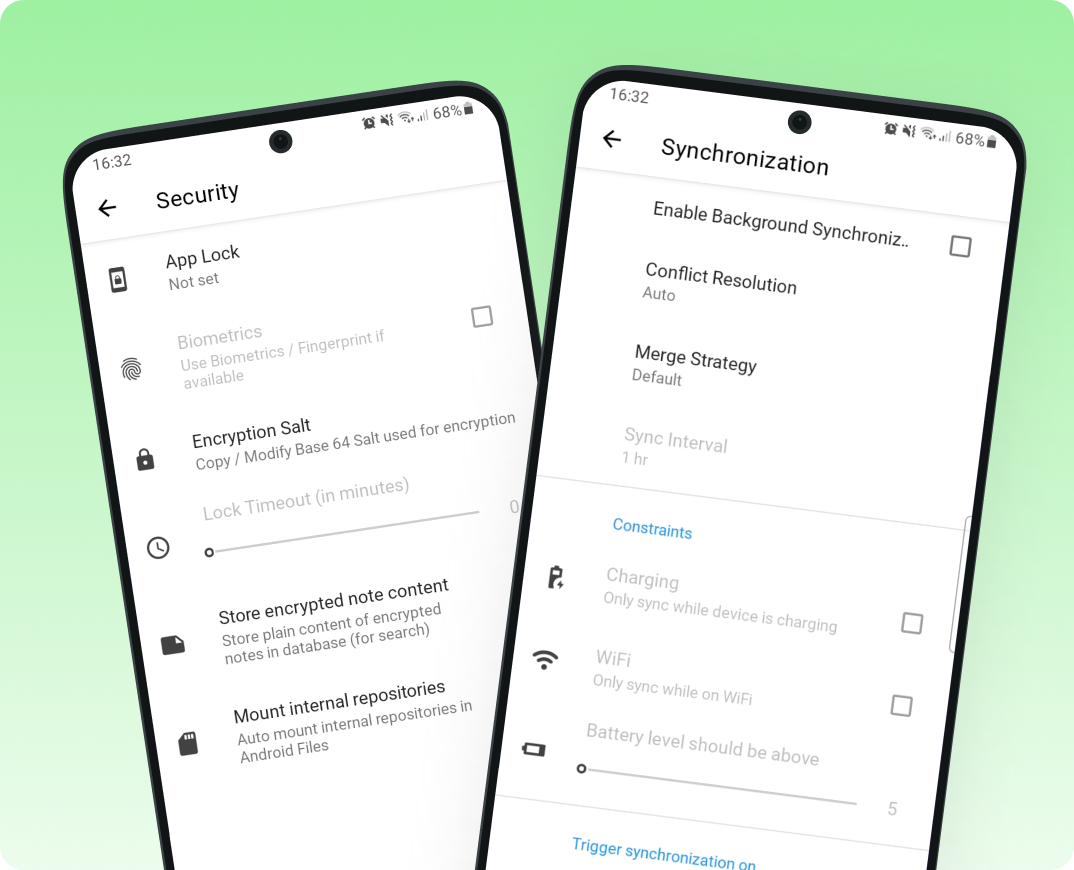 16:32
68%
Security
App Lock
Not set
Biometrics
Use Biometrics / Fingerprint if
available
Encryption Salt
Copy / Modify Base 64 Salt used for encryption
Lock Timeout (in minutes)
0
Store encrypted note content
Store plain content of encrypted
notes in database (for search)
Mount internal repositories
Auto mount internal repositories in
Android Files
16:32
68%
Synchronization
Enable Background Synchroniz..
Conflict Resolution
Auto
Merge Strategy
Default
Sync Interval
1 hr
Constraints
Charging
Only sync while device is charging
WiFi
Only sync while on WiFi
Battery level should be above
5
Trigger synchronization on